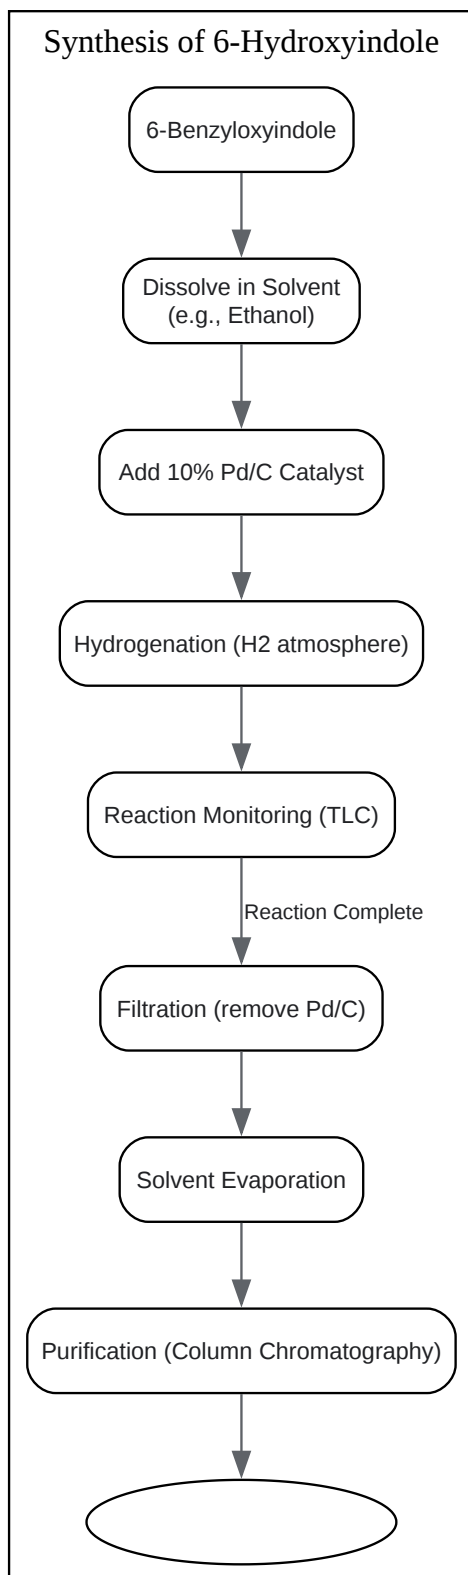 Synthesis of 6-Hydroxyindole
6-Benzyloxyindole
Dissolve in Solvent
(e.g., Ethanol)
Add 10% Pd/C Catalyst
Hydrogenation (H2 atmosphere)
Reaction Monitoring (TLC)
Reaction Complete
Filtration (remove Pd/C)
Solvent Evaporation
Purification (Column Chromatography)